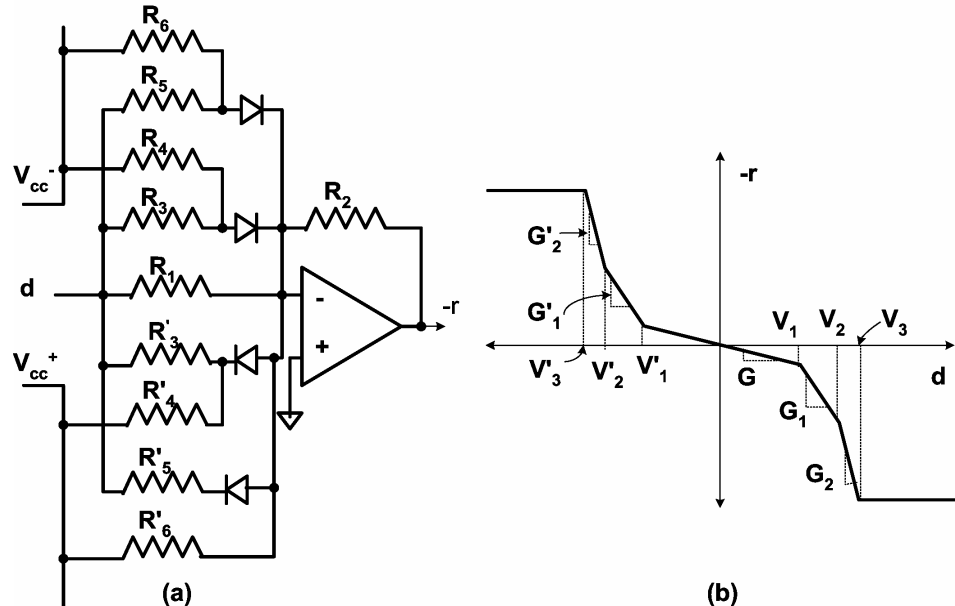 R6
R5
R4
Vcc-
R3
R2
R1
d
-r
R'3
Vcc+
R'4
R'5
R'6
(a)
-r
G'2
G'1
V1
V2
V3
V'3
V'2
V'1
G
d
G1
G2
(b)